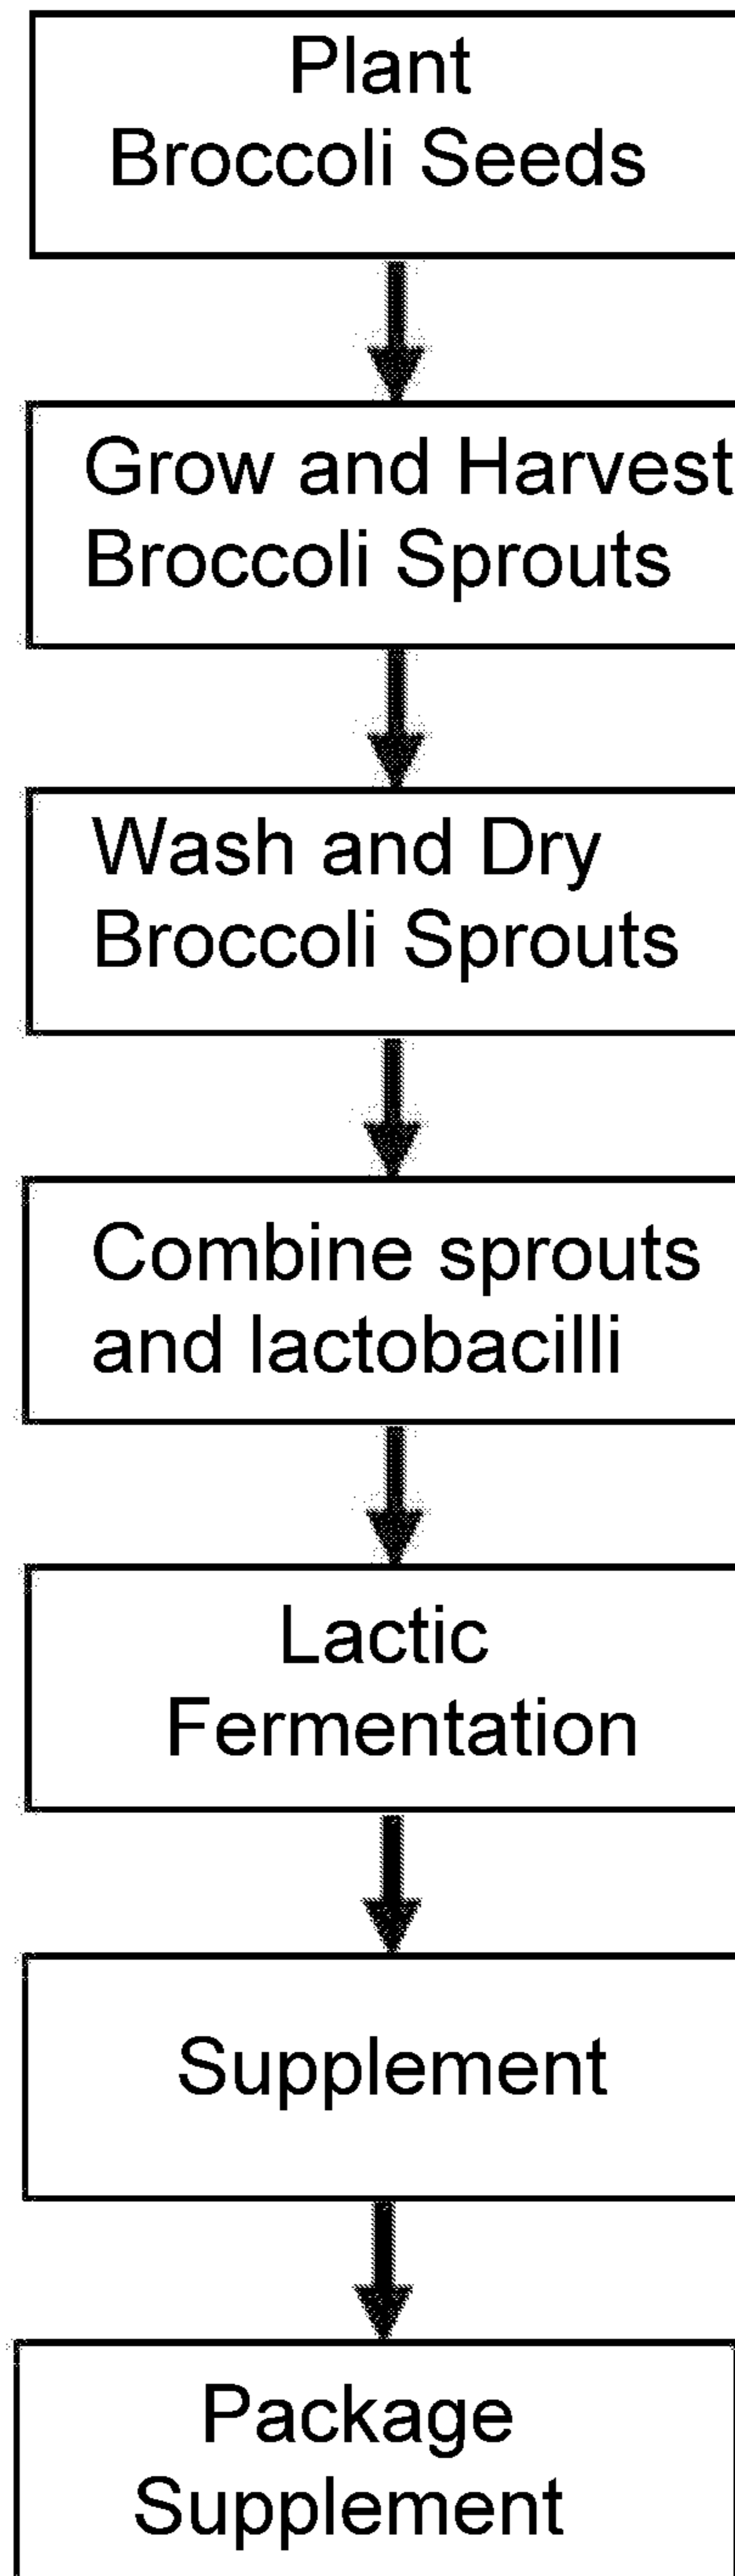 Plant
Broccoli Seeds
Grow and Harvest
Broccoli Sprouts
Wash and Dry
Broccoli Sprouts
Combine sprouts
and lactobacilli
Lactic
Fermentation
Supplement
Package
Supplement